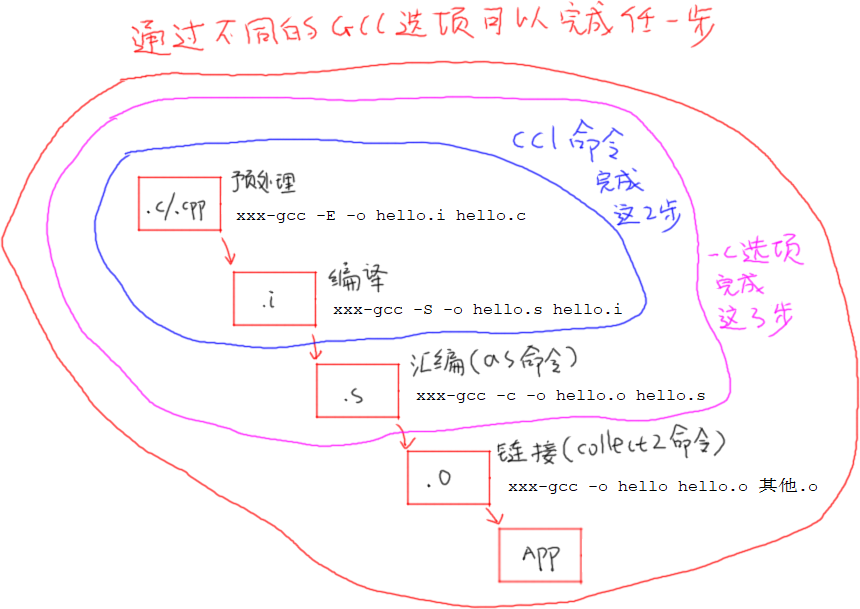 通过不同的GCC选项可以完成任一步
cc1命令
完成
这2步
预处理
.c/.cpp
xxx-gcc -E -o hello.i hello.c
-c选项
完成
这3步
编译
.i
xxx-gcc -S -o hello.s hello.i
汇编(as命令)
.s
xxx-gcc -c -o hello.o hello.s
链接(collect2命令)
.o
xxx-gcc -o hello hello.o 其他.o
App